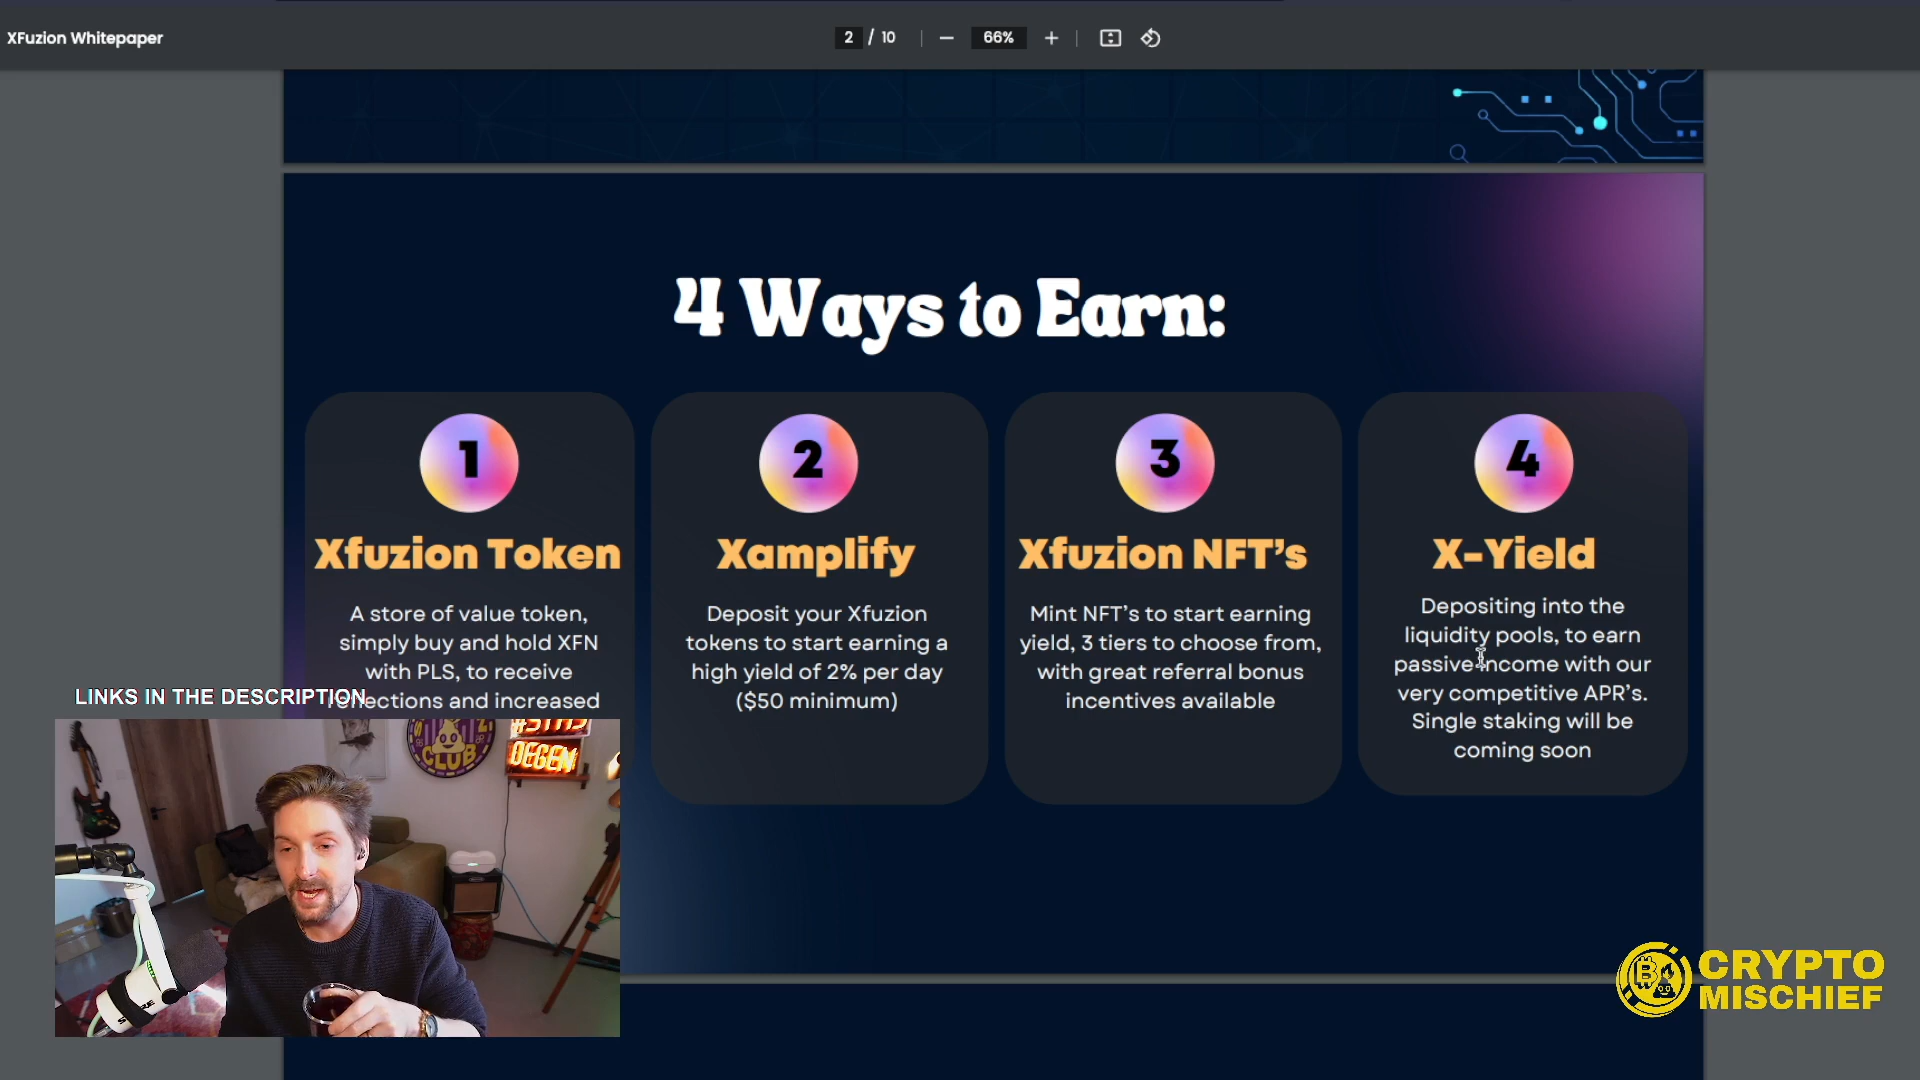 XFuzion Whitepaper
2 / 10
66%
4 Ways to Earn:
1
Xfuzion Token
A store of value token,
simply buy and hold XFN
with PLS, to receive
and increased
2
Xamplify
Deposit your Xfuzion
tokens to start earning a
high yield of 2% per day
($50 minimum)
3
Xfuzion NFT’s
Mint NFT’s to start earning
yield, 3 tiers to choose from,
with great referral bonus
incentives available
4
X-Yield
Depositing into the
liquidity pools, to earn
passive income with our
very competitive APR’s.
Single staking will be
coming soon
LINKS IN THE DESCRIPTION
DEGEN
CLUB
CRYPTO
MISCHIEF